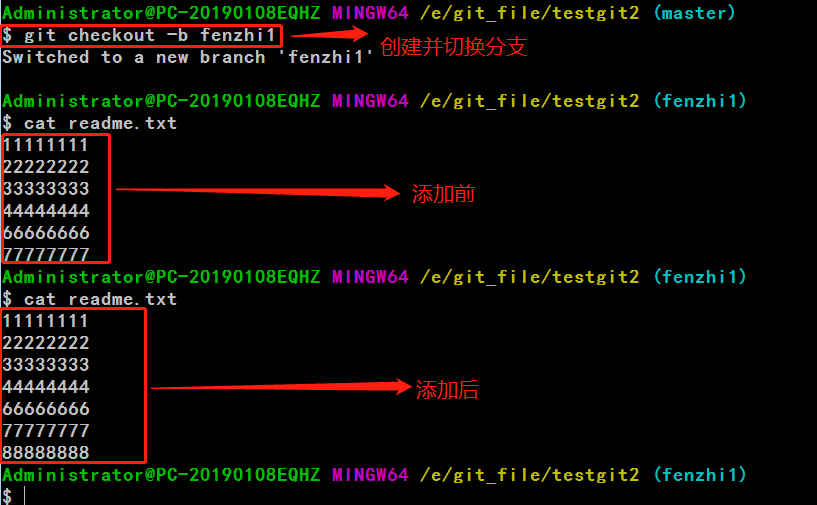 Administrator@PC-20190108EQHZ MINGW64 /e/git_file/testgit2 (master)
$ git checkout -b fenzhi1
创建并切换分支
Switched to a new branch 'fenzhi1'
Administrator@PC-20190108EQHZ MINGW64 /e/git_file/testgit2 (fenzhi1)
$ cat readme.txt
11111111
22222222
33333333
添加前
44444444
66666666
77777777
Administrator@PC-20190108EQHZ MINGW64 /e/git_file/testgit2 (fenzhi1)
$ cat readme.txt
11111111
22222222
33333333
44444444
添加后
66666666
77777777
88888888
Administrator@PC-20190108EQHZ MINGW64 /e/git_file/testgit2 (fenzhi1)
$